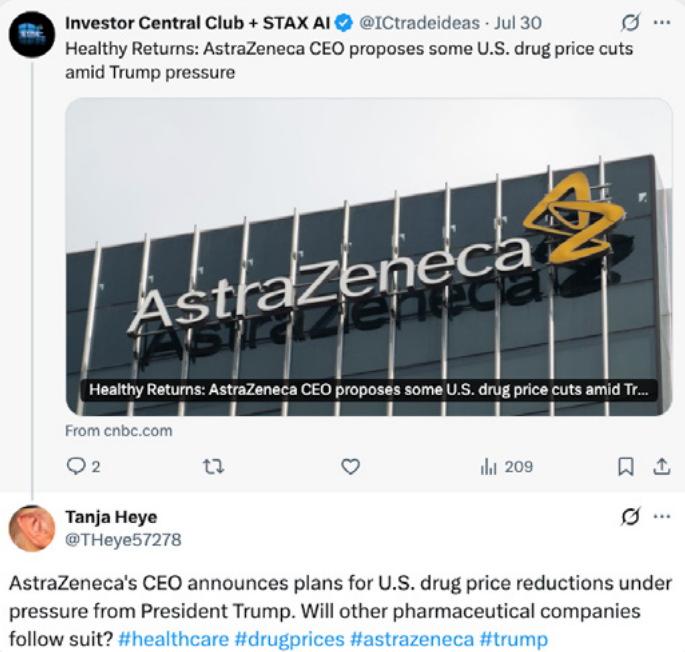 Investor Central Club + STAX AI @ICtradeideas · Jul 30
Healthy Returns: AstraZeneca CEO proposes some U.S. drug price cuts
amid Trump pressure
AstraZeneca
Healthy Returns: AstraZeneca CEO proposes some U.S. drug price cuts amid Tr...
From cnbc.com
2
209
Tanja Heye
@THeye57278
AstraZeneca's CEO announces plans for U.S. drug price reductions under
pressure from President Trump. Will other pharmaceutical companies
follow suit? #healthcare #drugprices #astrazeneca #trump